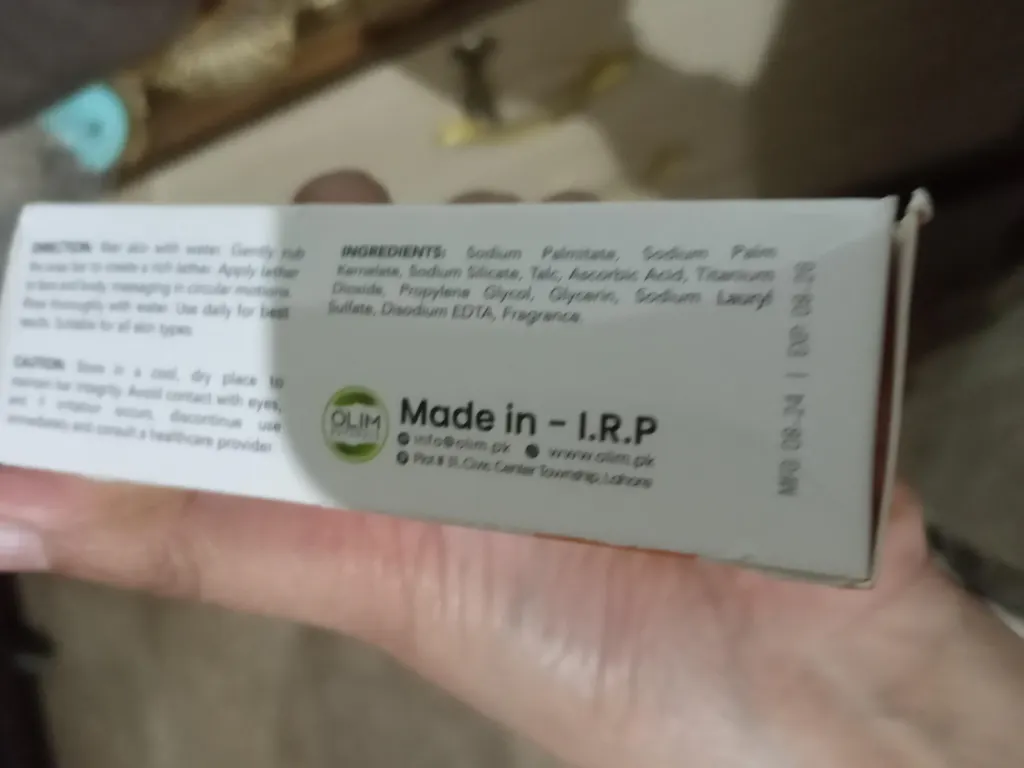 DIRECTION: Wet skin with water. Gently rub
the soap bar to create a rich lather. Apply lather
to face and body, massaging in circular motions.
Rinse thoroughly with water. Use daily for best
results. Suitable for all skin types.
CAUTION: Store in a cool, dry place to
maintain bar integrity. Avoid contact with eyes,
and if irritation occurs, discontinue use
immediately and consult a healthcare provider.
INGREDIENTS: Sodium Palmitate, Sodium Palm
Kernelate, Sodium Silicate, Talc, Ascorbic Acid, Titanium
Dioxide, Propylene Glycol, Glycerin, Sodium Lauryl
Sulfate, Disodium EDTA, Fragrance.
OLIM
Made in - I.R.P
info@olim.pk www.olim.pk
Plot # 31, Civic Center Township, Lahore
MFG 09-24 | EXP 09-